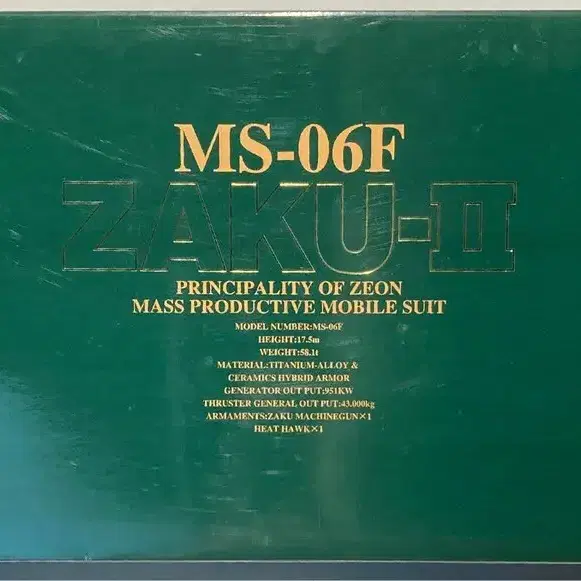 MS-06F
ZAKU-II
PRINCIPALITY OF ZEON
MASS PRODUCTIVE MOBILE SUIT
MODEL NUMBER:MS-06F
HEIGHT:17.5m
WEIGHT:58.1t
MATERIAL:TITANIUM-ALLOY &
CERAMICS HYBRID ARMOR
GENERATOR OUT PUT:951KW
THRUSTER GENERAL OUT PUT:43.000kg
ARMAMENTS:ZAKU MACHINEGUN×1
HEAT HAWK×1